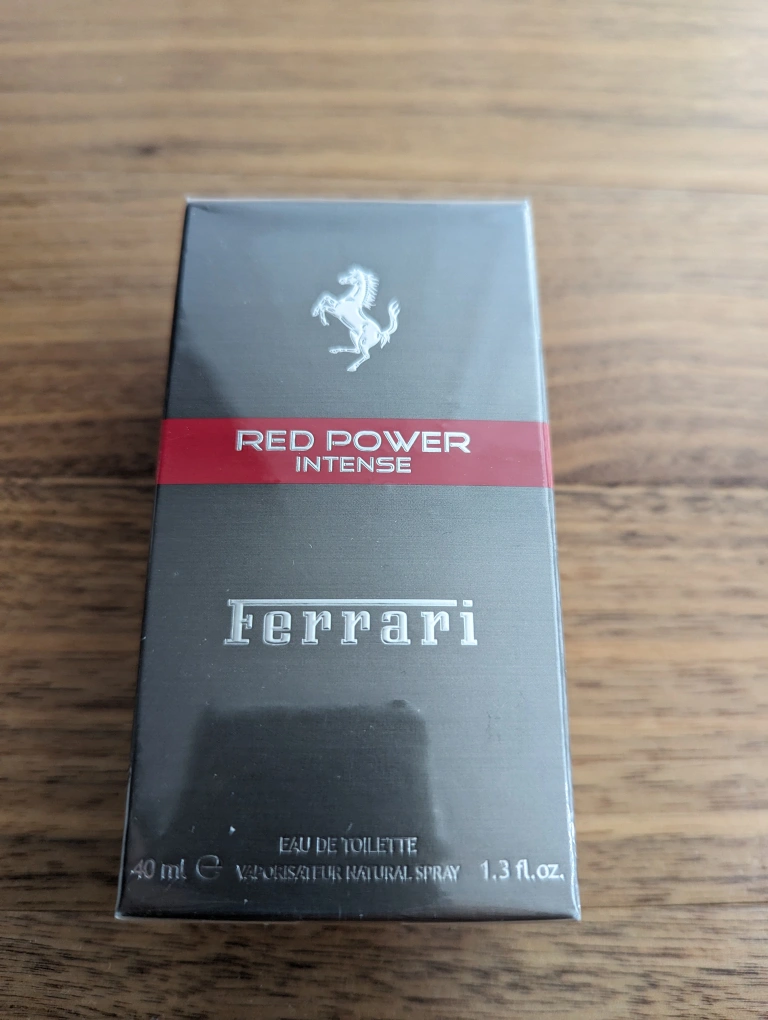 RED POWER
INTENSE
Ferrari
EAU DE TOILETTE
40 ml ℮ VAPORISATEUR NATURAL SPRAY 1.3 fl.oz.